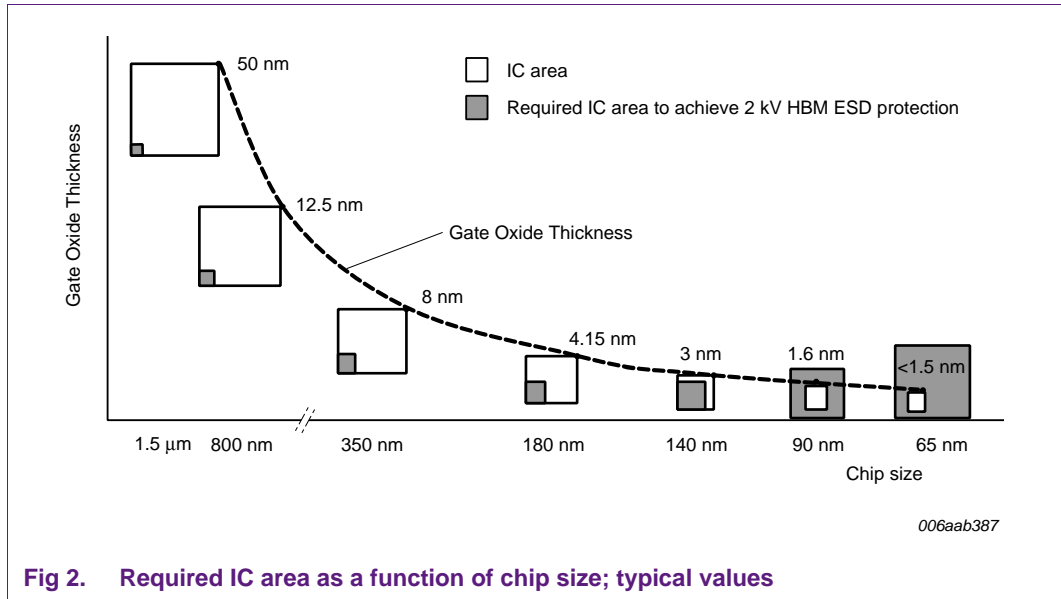 50 nm
IC area
Required IC area to achieve 2 kV HBM ESD protection
Gate Oxide Thickness
12.5 nm
Gate Oxide Thickness
8 nm
4.15 nm
3 nm
1.6 nm
<1.5 nm
1.5 μm 800 nm 350 nm 180 nm 140 nm 90 nm 65 nm
Chip size
006aab387
Fig 2. Required IC area as a function of chip size; typical values